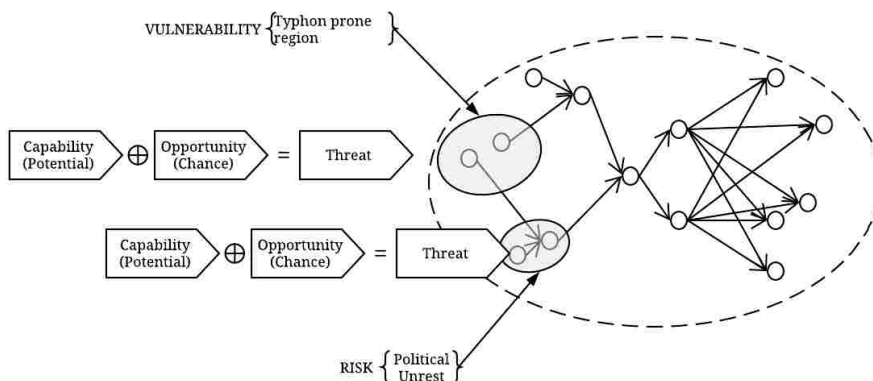 VULNERABILITY { Typhon prone }
region
Capability
(Potential)
⊕
Opportunity
(Chance)
=
Threat
Capability
(Potential)
⊕
Opportunity
(Chance)
=
Threat
RISK { Political }
Unrest